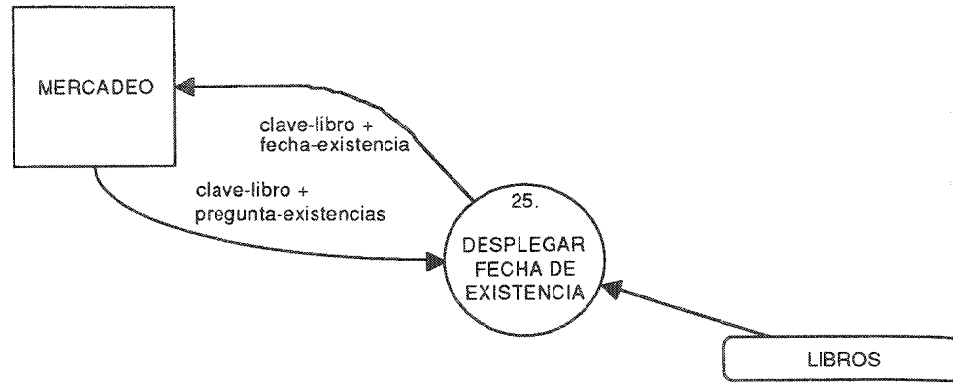 MERCADEO
clave-libro +
fecha-existencia
clave-libro +
pregunta-existencias
25.
DESPLEGAR
FECHA DE
EXISTENCIA
LIBROS